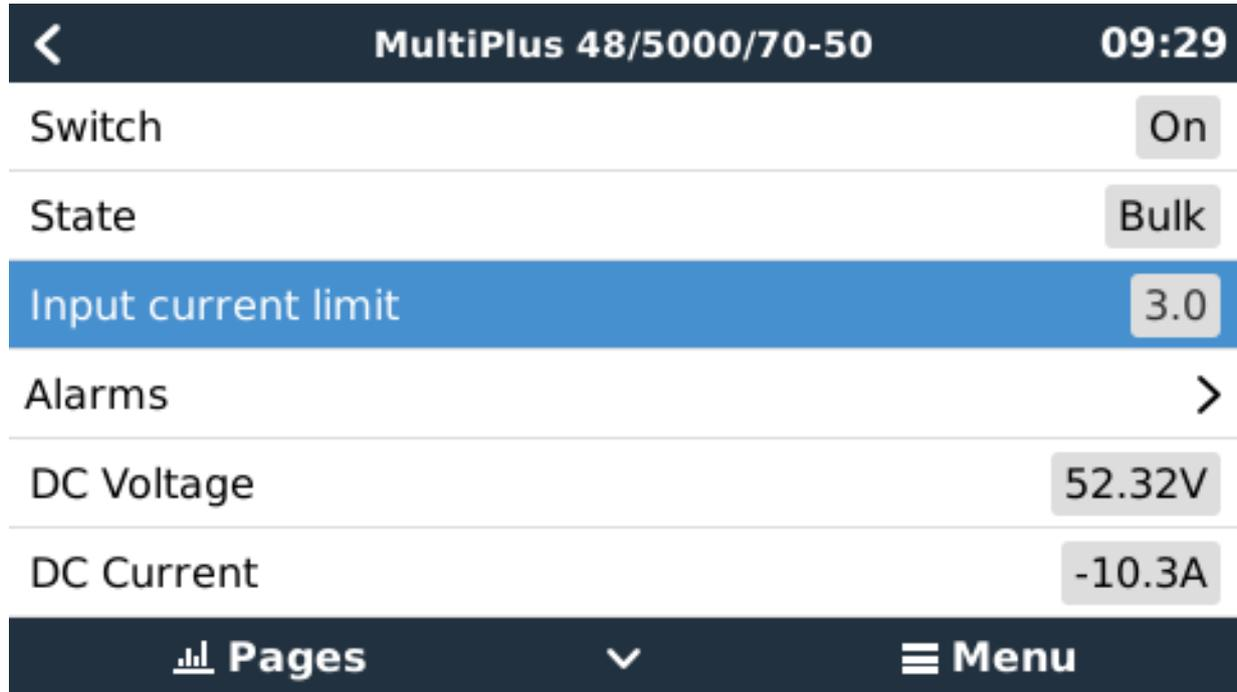 MultiPlus 48/5000/70-50 09:29
Switch On
State Bulk
Input current limit 3.0
Alarms
DC Voltage 52.32V
DC Current -10.3A
Pages Menu